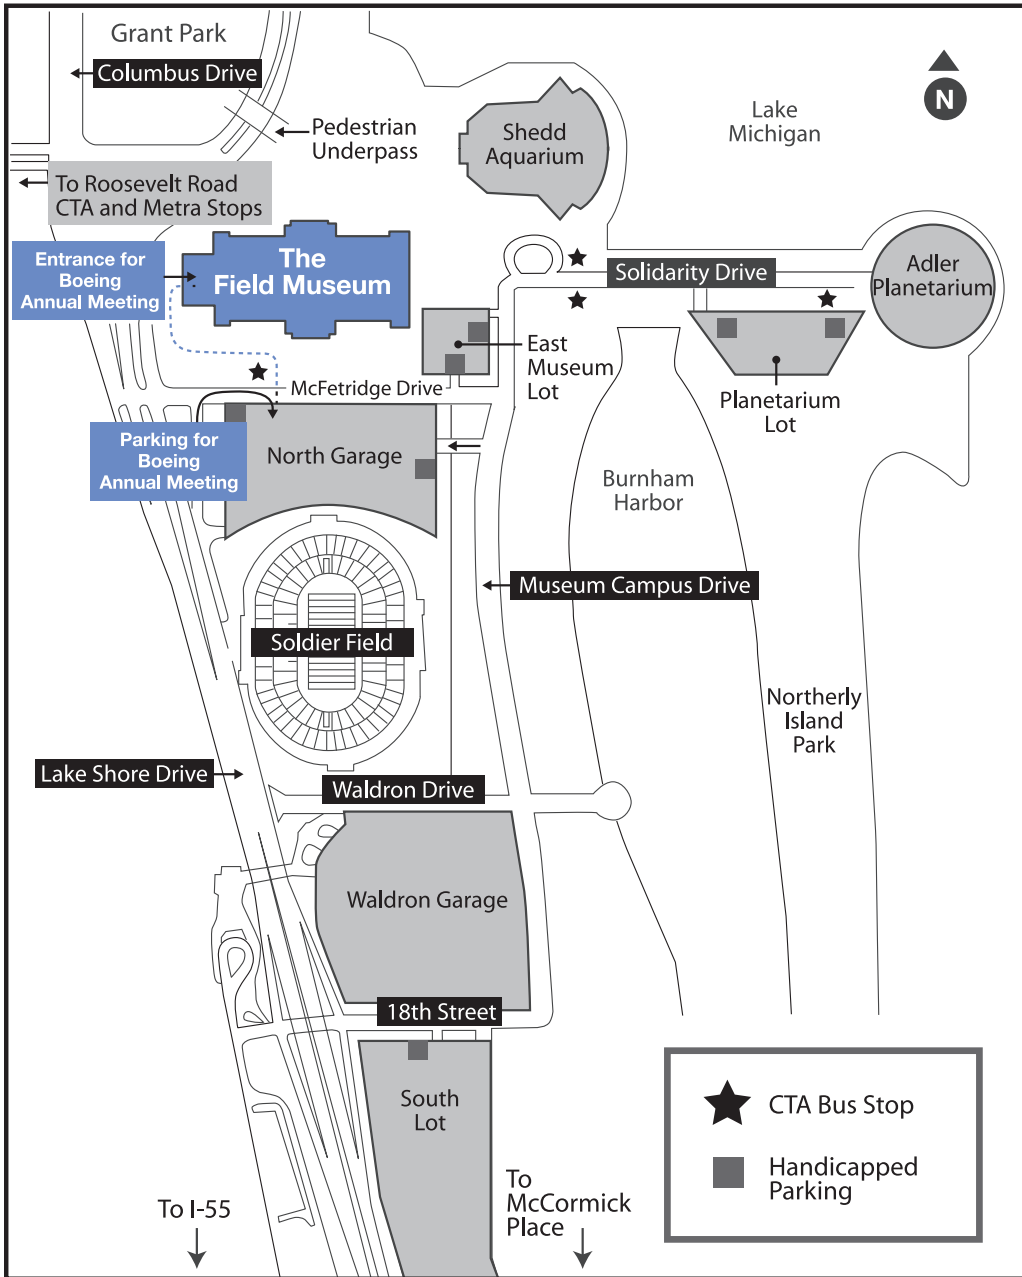 Grant Park
Columbus Drive
Pedestrian
Underpass
To Roosevelt Road
CTA and Metra Stops
Shedd
Aquarium
Lake
Michigan
N
Entrance for
Boeing
Annual Meeting
The
Field Museum
Solidarity Drive
Adler
Planetarium
East
Museum
Lot
McFetridge Drive
Planetarium
Lot
Parking for
Boeing
Annual Meeting
North Garage
Burnham
Harbor
Museum Campus Drive
Soldier Field
Northerly
Island
Park
Lake Shore Drive
Waldron Drive
Waldron Garage
18th Street
South
Lot
To I-55
To
McCormick
Place
CTA Bus Stop
Handicapped
Parking